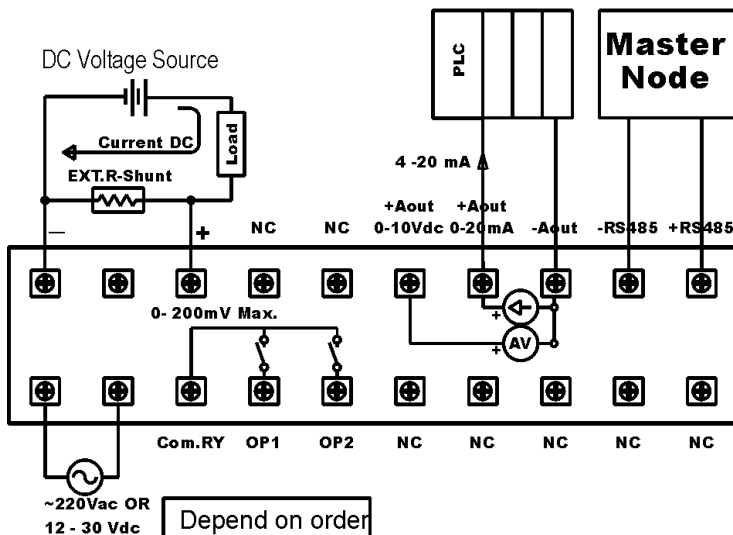 DC Voltage Source
PLC
Master
Node
Current DC
Load
EXT.R-Shunt
4 -20 mA
+Aout
0-10Vdc
+Aout
0-20mA
-Aout
-RS485
+RS485
—
+
NC
NC
0- 200mV Max.
+
+
AV
Com.RY
OP1
OP2
NC
NC
NC
NC
NC
~220Vac OR
12 - 30 Vdc
Depend on order